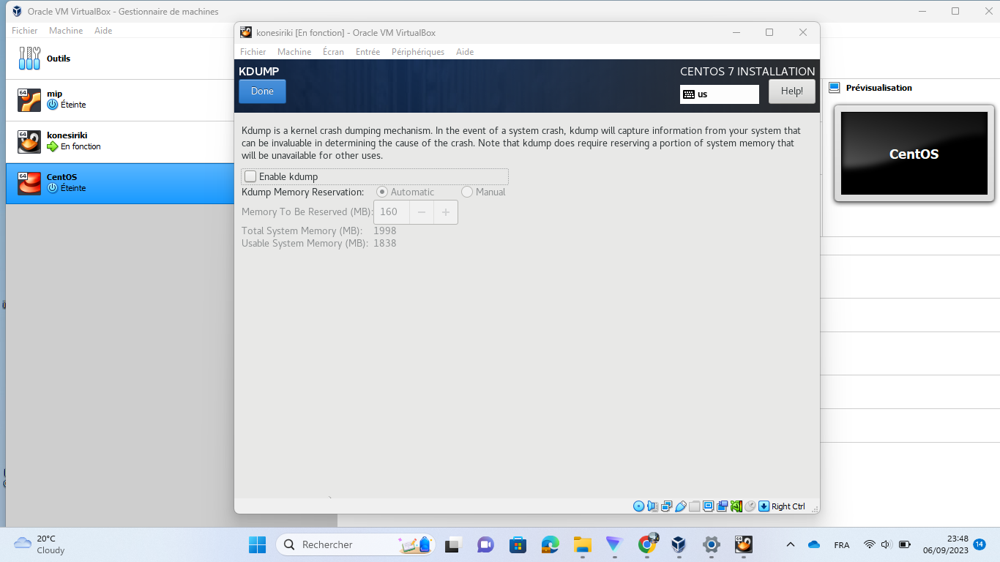 Oracle VM VirtualBox - Gestionnaire de machines
Fichier Machine Aide
Outils
64
mip
Éteinte
64
konesiriki
En fonction
64
CentOS
Éteinte
64
konesiriki [En fonction] - Oracle VM VirtualBox
Fichier Machine Écran Entrée Périphériques Aide
KDUMP
CENTOS 7 INSTALLATION
Done
us
Help!
Kdump is a kernel crash dumping mechanism. In the event of a system crash, kdump will capture information from your system that
can be invaluable in determining the cause of the crash. Note that kdump does require reserving a portion of system memory that
will be unavailable for other uses.
Enable kdump
Kdump Memory Reservation: Automatic Manual
Memory To Be Reserved (MB): 160 − +
Total System Memory (MB): 1998
Usable System Memory (MB): 1838
Right Ctrl
Prévisualisation
CentOS
20°C
Cloudy
Rechercher
64
FRA
23:48
06/09/2023
14